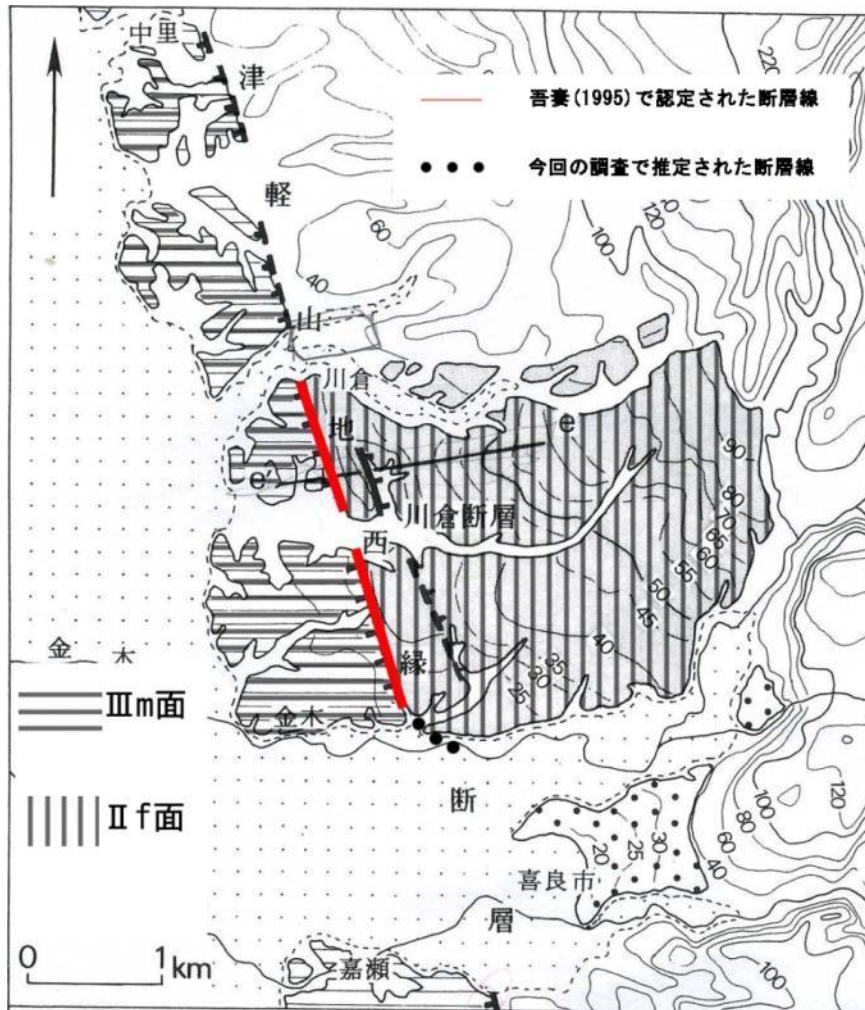 中里
津
220
吾妻(1995)で認定された断層線
今回の調査で推定された断層線
120
100
軽
60
40
山
川倉
地
e
e'
90
80
70
65
60
55
50
45
40
35
30
25
川倉断層
西
縁
金木
金木
Ⅲm面
Ⅱf面
断
20
25
30
40
60
80
100
120
喜良市
層
0 1 km
嘉瀬
100